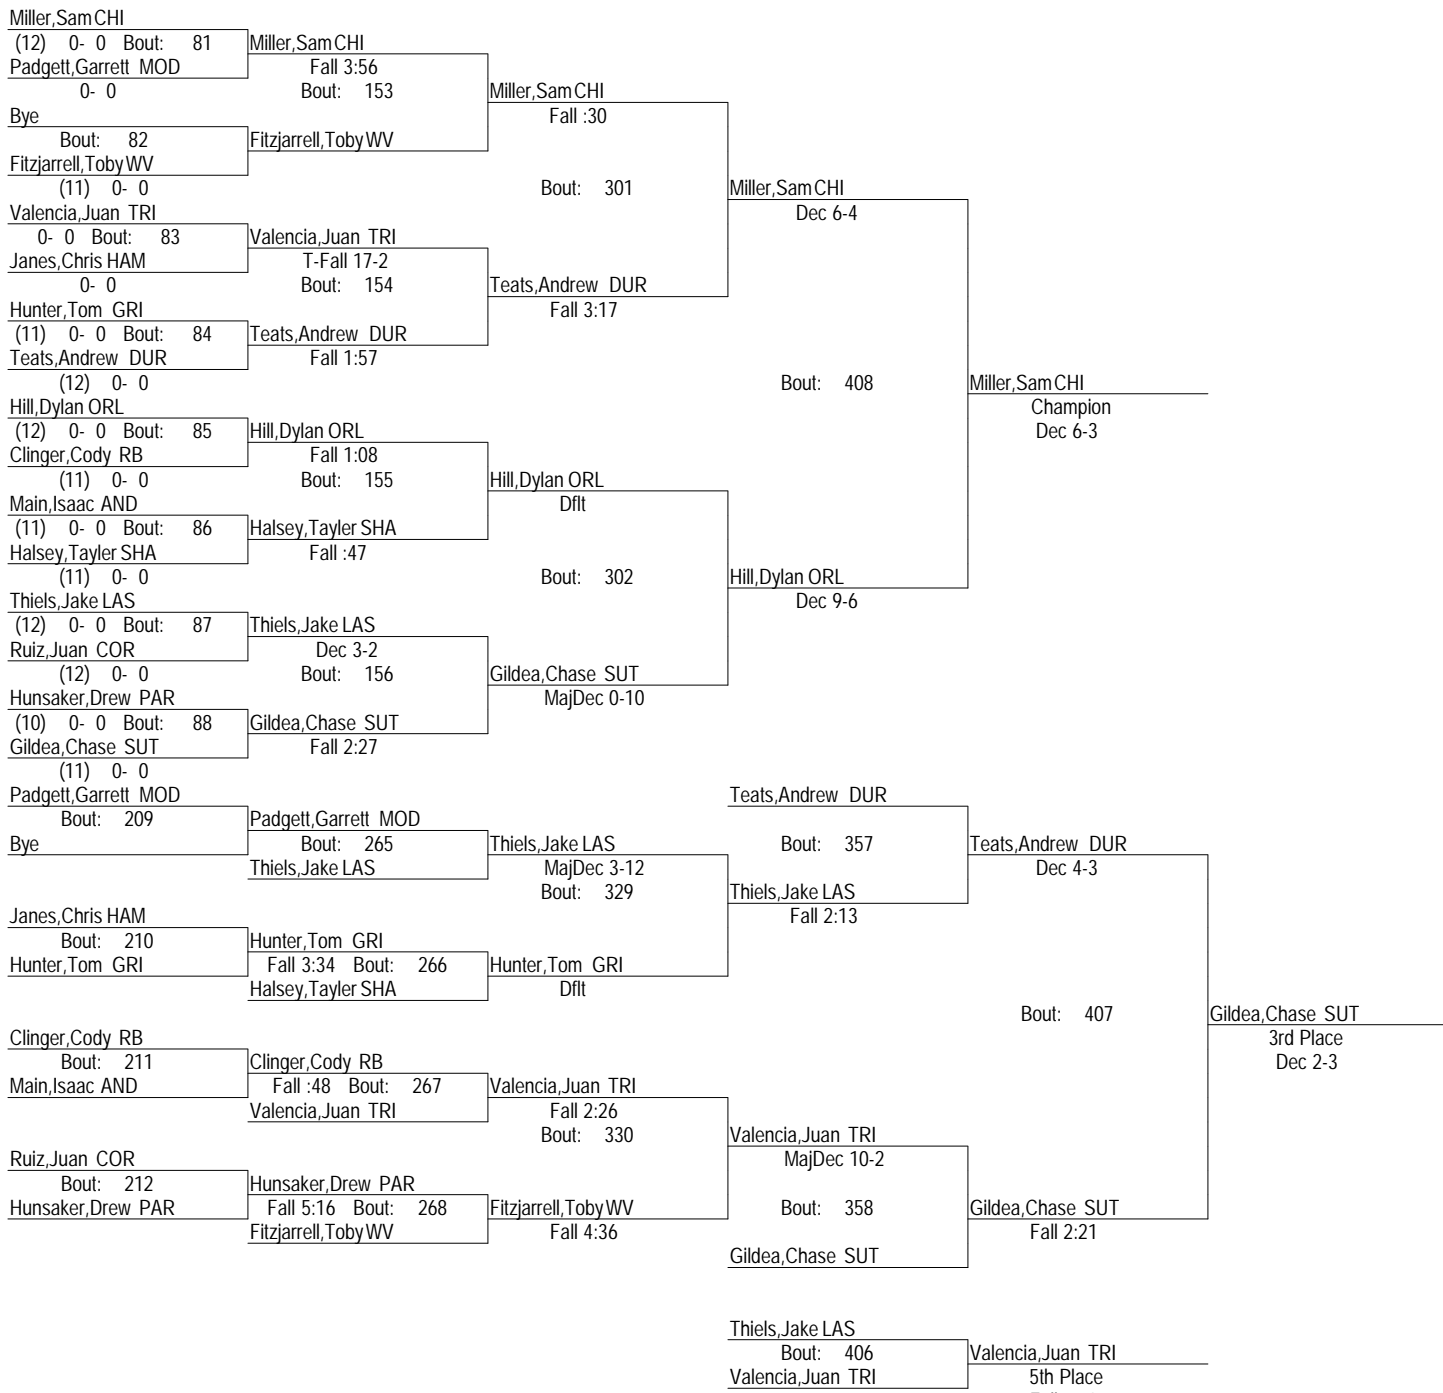 Miller,Sam CHI
(12) 0- 0 Bout: 81 Miller,Sam CHI
Padgett,Garrett MOD Fall 3:56
0- 0 Bout: 153 Miller,Sam CHI
Bye Fall :30
Bout: 82 Fitzjarrell,Toby WV
Fitzjarrell,Toby WV
(11) 0- 0 Bout: 301 Miller,Sam CHI
Valencia,Juan TRI Dec 6-4
0- 0 Bout: 83 Valencia,Juan TRI
Janes,Chris HAM T-Fall 17-2
0- 0 Bout: 154 Teats,Andrew DUR
Hunter,Tom GRI Fall 3:17
(11) 0- 0 Bout: 84 Teats,Andrew DUR
Teats,Andrew DUR Fall 1:57
(12) 0- 0 Bout: 408 Miller,Sam CHI
Hill,Dylan ORL Champion
(12) 0- 0 Bout: 85 Hill,Dylan ORL Dec 6-3
Clinger,Cody RB Fall 1:08
(11) 0- 0 Bout: 155 Hill,Dylan ORL
Main,Isaac AND Dflt
(11) 0- 0 Bout: 86 Halsey,Tayler SHA
Halsey,Tayler SHA Fall :47
(11) 0- 0 Bout: 302 Hill,Dylan ORL
Thiels,Jake LAS Dec 9-6
(12) 0- 0 Bout: 87 Thiels,Jake LAS
Ruiz,Juan COR Dec 3-2
(12) 0- 0 Bout: 156 Gildea,Chase SUT
Hunsaker,Drew PAR MajDec 0-10
(10) 0- 0 Bout: 88 Gildea,Chase SUT
Gildea,Chase SUT Fall 2:27
(11) 0- 0
Padgett,Garrett MOD Teats,Andrew DUR
Bout: 209 Padgett,Garrett MOD
Bye Bout: 265 Thiels,Jake LAS Bout: 357 Teats,Andrew DUR
Thiels,Jake LAS MajDec 3-12 Dec 4-3
Bout: 329 Thiels,Jake LAS
Janes,Chris HAM Fall 2:13
Bout: 210 Hunter,Tom GRI
Hunter,Tom GRI Fall 3:34 Bout: 266 Hunter,Tom GRI
Halsey,Tayler SHA Dflt
Bout: 407 Gildea,Chase SUT
Clinger,Cody RB 3rd Place
Bout: 211 Clinger,Cody RB Dec 2-3
Main,Isaac AND Fall :48 Bout: 267 Valencia,Juan TRI
Valencia,Juan TRI Fall 2:26
Bout: 330 Valencia,Juan TRI
Ruiz,Juan COR MajDec 10-2
Bout: 212 Hunsaker,Drew PAR
Hunsaker,Drew PAR Fall 5:16 Bout: 268 Fitzjarrell,Toby WV Bout: 358 Gildea,Chase SUT
Fitzjarrell,Toby WV Fall 4:36 Fall 2:21
Gildea,Chase SUT
Thiels,Jake LAS
Bout: 406 Valencia,Juan TRI
Valencia,Juan TRI 5th Place